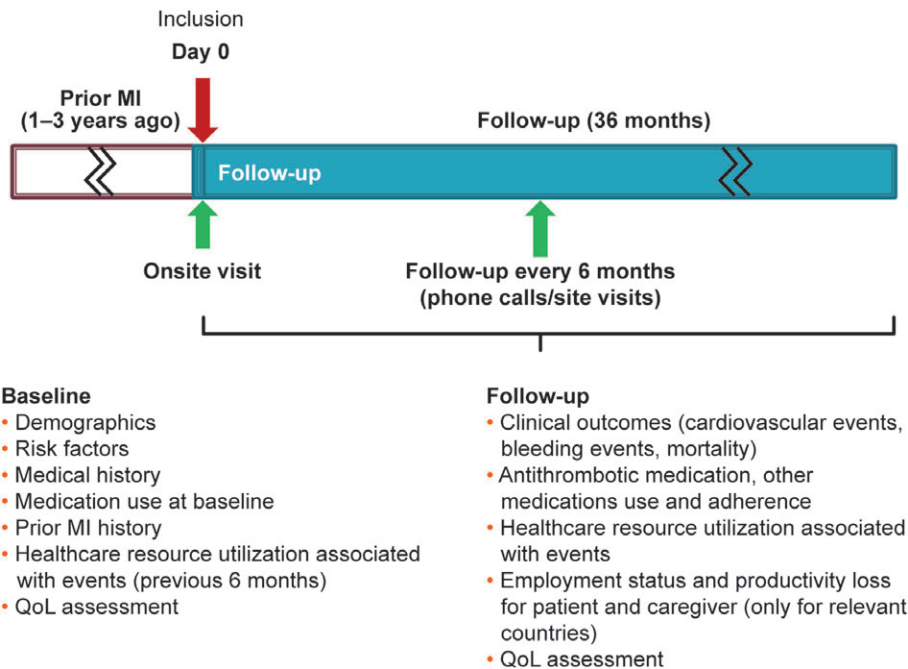 Inclusion
Day 0
Prior MI
(1–3 years ago)
Follow-up (36 months)
Follow-up
Onsite visit
Follow-up every 6 months
(phone calls/site visits)
Baseline
• Demographics
• Risk factors
• Medical history
• Medication use at baseline
• Prior MI history
• Healthcare resource utilization associated
with events (previous 6 months)
• QoL assessment
Follow-up
• Clinical outcomes (cardiovascular events,
bleeding events, mortality)
• Antithrombotic medication, other
medications use and adherence
• Healthcare resource utilization associated
with events
• Employment status and productivity loss
for patient and caregiver (only for relevant
countries)
• QoL assessment